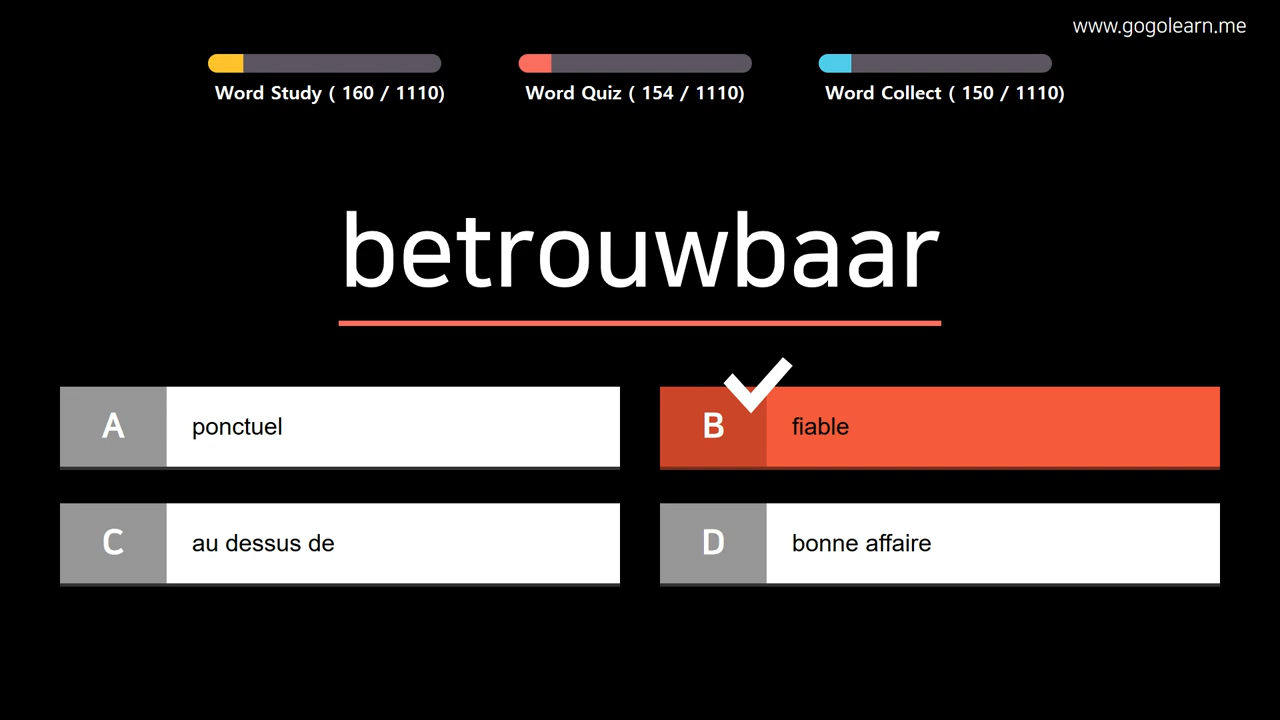 www.gogolearn.me
Word Study ( 160 / 1110)
Word Quiz ( 154 / 1110)
Word Collect ( 150 / 1110)
betrouwbaar
A ponctuel
B fiable
C au dessus de
D bonne affaire